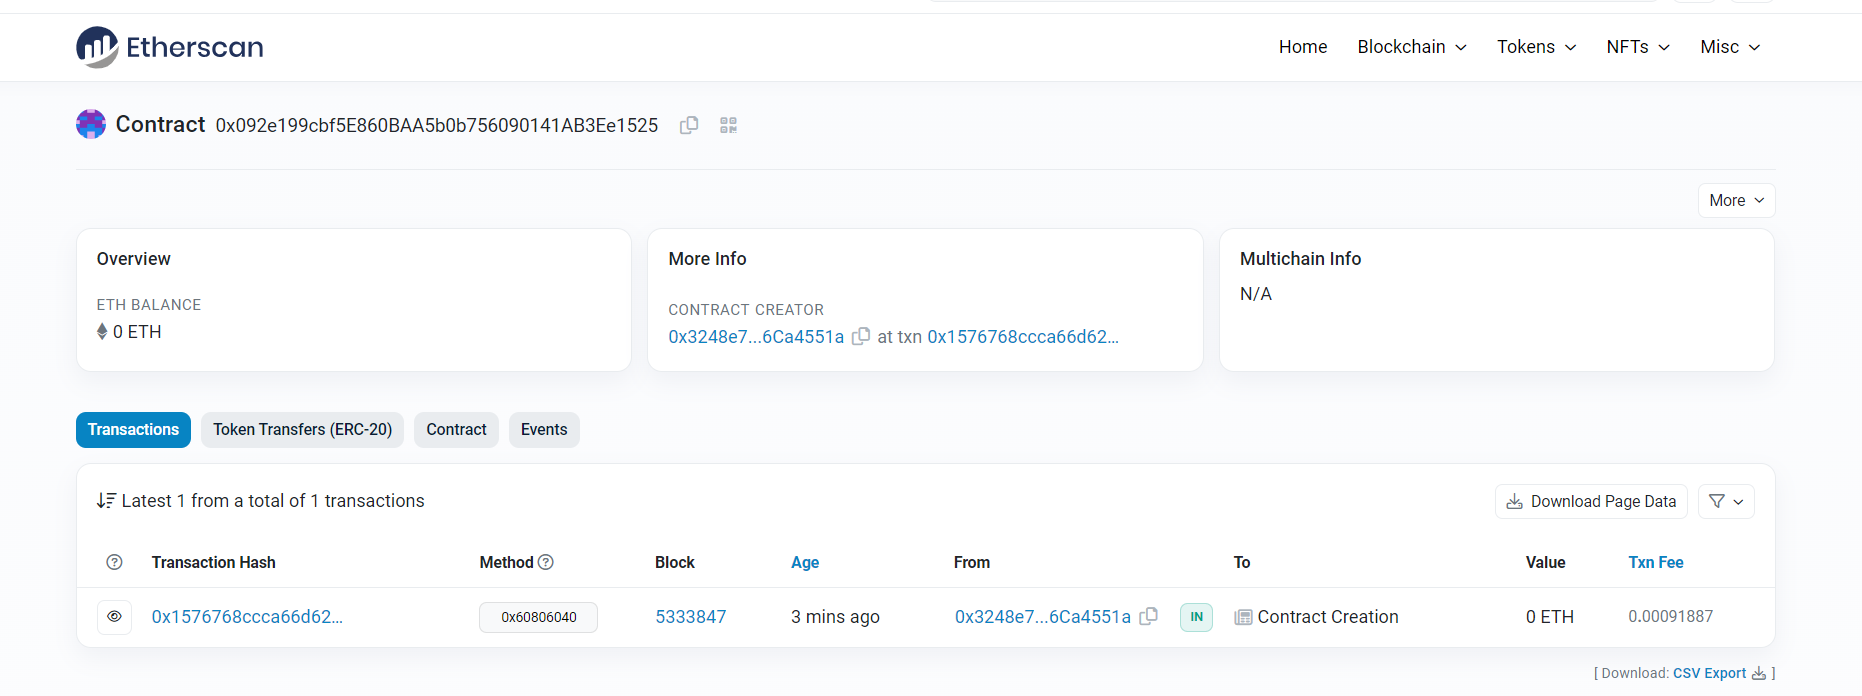 Etherscan
Home Blockchain Tokens NFTs Misc
Contract 0x092e199cbf5E860BAA5b0b756090141AB3Ee1525
More
Overview
ETH BALANCE
0 ETH
More Info
CONTRACT CREATOR
0x3248e7...6Ca4551a at txn 0x1576768ccca66d62...
Multichain Info
N/A
Transactions Token Transfers (ERC-20) Contract Events
Latest 1 from a total of 1 transactions
Download Page Data
Transaction Hash Method Block Age From To Value Txn Fee
0x1576768ccca66d62... 0x60806040 5333847 3 mins ago 0x3248e7...6Ca4551a IN Contract Creation 0 ETH 0.00091887
[ Download: CSV Export ]